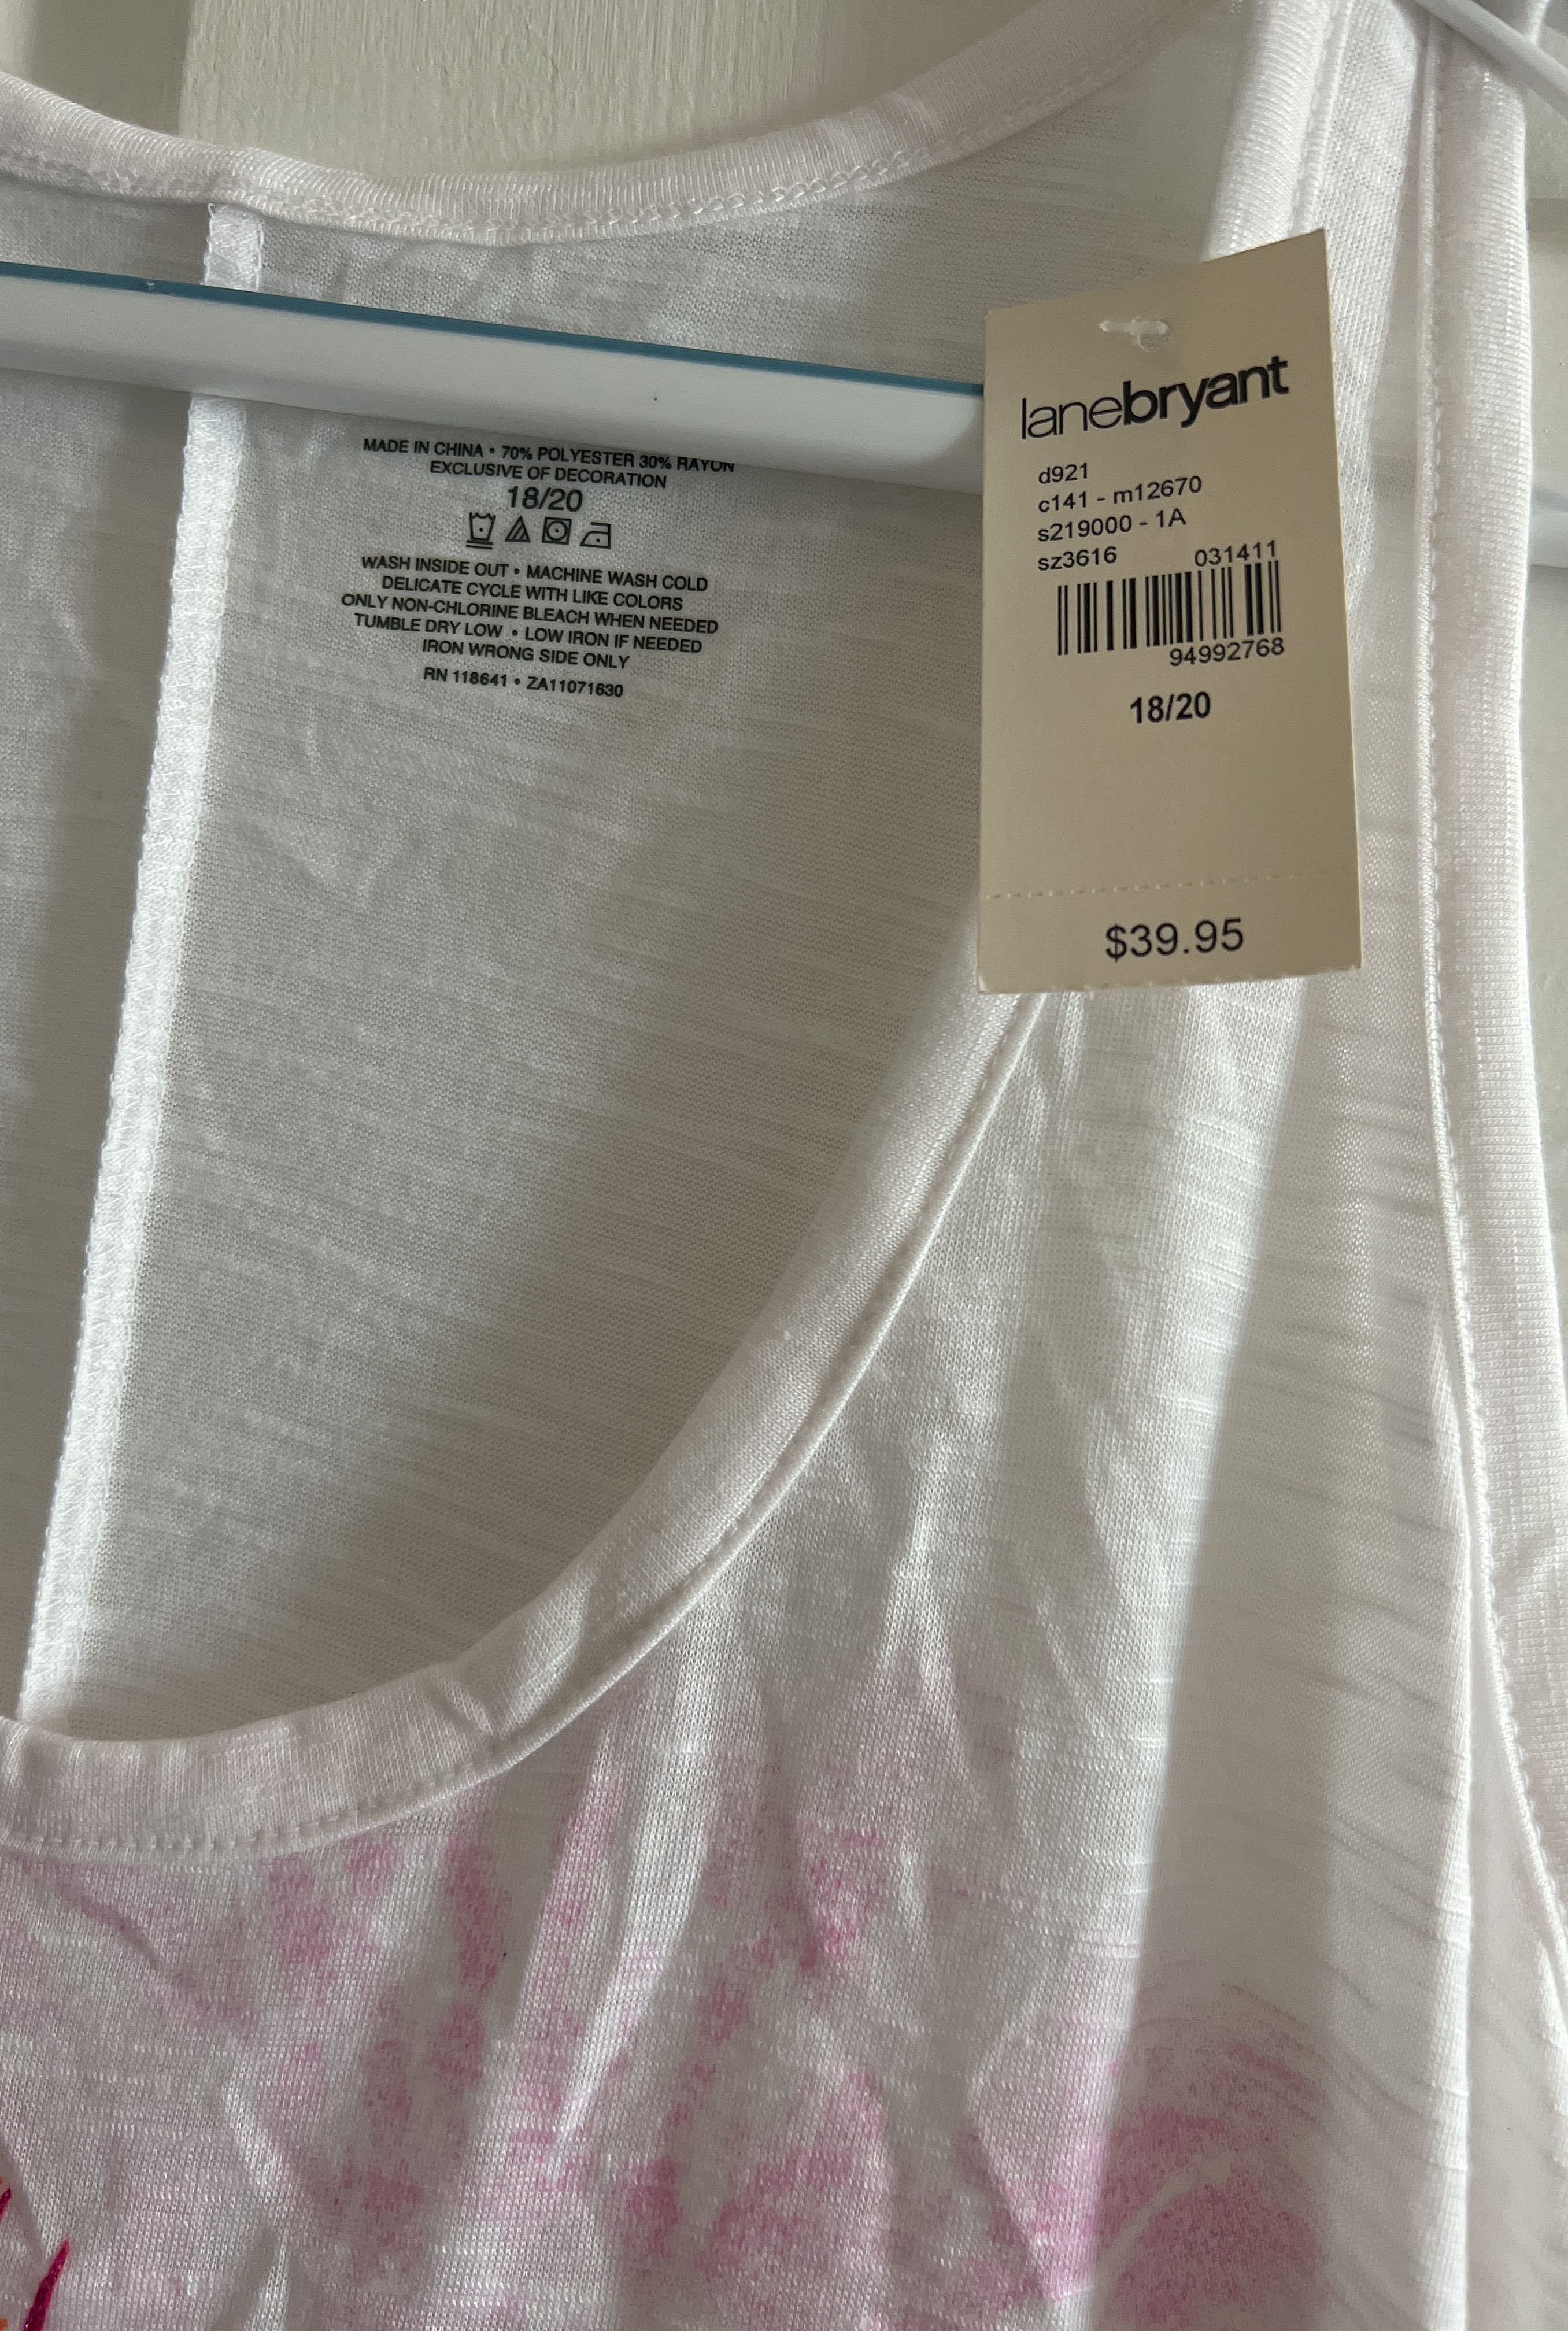 MADE IN CHINA • 70% POLYESTER 30% RAYON
EXCLUSIVE OF DECORATION
18/20
WASH INSIDE OUT • MACHINE WASH COLD
DELICATE CYCLE WITH LIKE COLORS
ONLY NON-CHLORINE BLEACH WHEN NEEDED
TUMBLE DRY LOW • LOW IRON IF NEEDED
IRON WRONG SIDE ONLY
RN 118641 • ZA11071630
lanebryant
d921
c141 - m12670
s219000 - 1A
sz3616 031411
94992768
18/20
$39.95